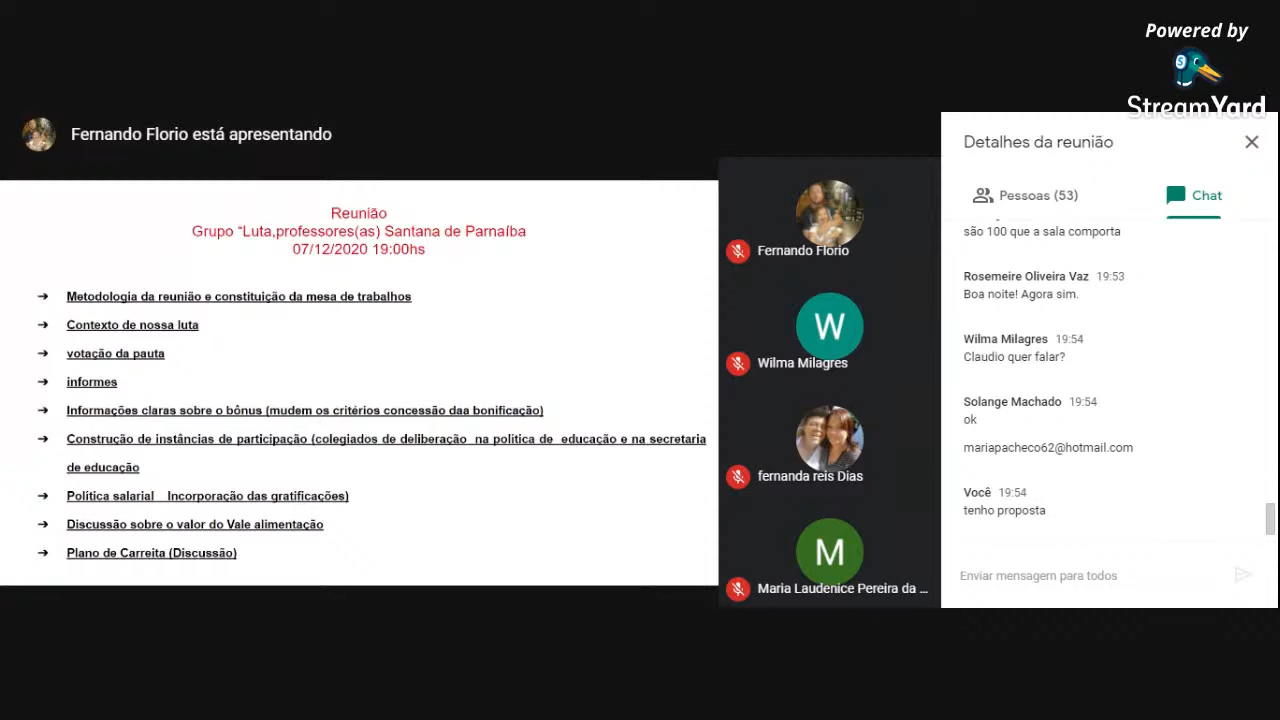 Powered by
StreamYard
Fernando Florio está apresentando
Reunião
Grupo “Luta,professores(as) Santana de Parnaíba
07/12/2020 19:00hs
➔ Metodologia da reunião e constituição da mesa de trabalhos
➔ Contexto de nossa luta
➔ votação da pauta
➔ informes
➔ Informações claras sobre o bônus (mudem os critérios concessão daa bonificação)
➔ Construção de instâncias de participação (colegiados de deliberação na política de educação e na secretaria
de educação
➔ Política salarial Incorporação das gratificações)
➔ Discussão sobre o valor do Vale alimentação
➔ Plano de Carreita (Discussão)
Fernando Florio
W
Wilma Milagres
fernanda reis Dias
M
Maria Laudenice Pereira da ...
Detalhes da reunião
Pessoas (53)
Chat
são 100 que a sala comporta
Rosemeire Oliveira Vaz 19:53
Boa noite! Agora sim.
Wilma Milagres 19:54
Claudio quer falar?
Solange Machado 19:54
ok
mariapacheco62@hotmail.com
Você 19:54
tenho proposta
Enviar mensagem para todos